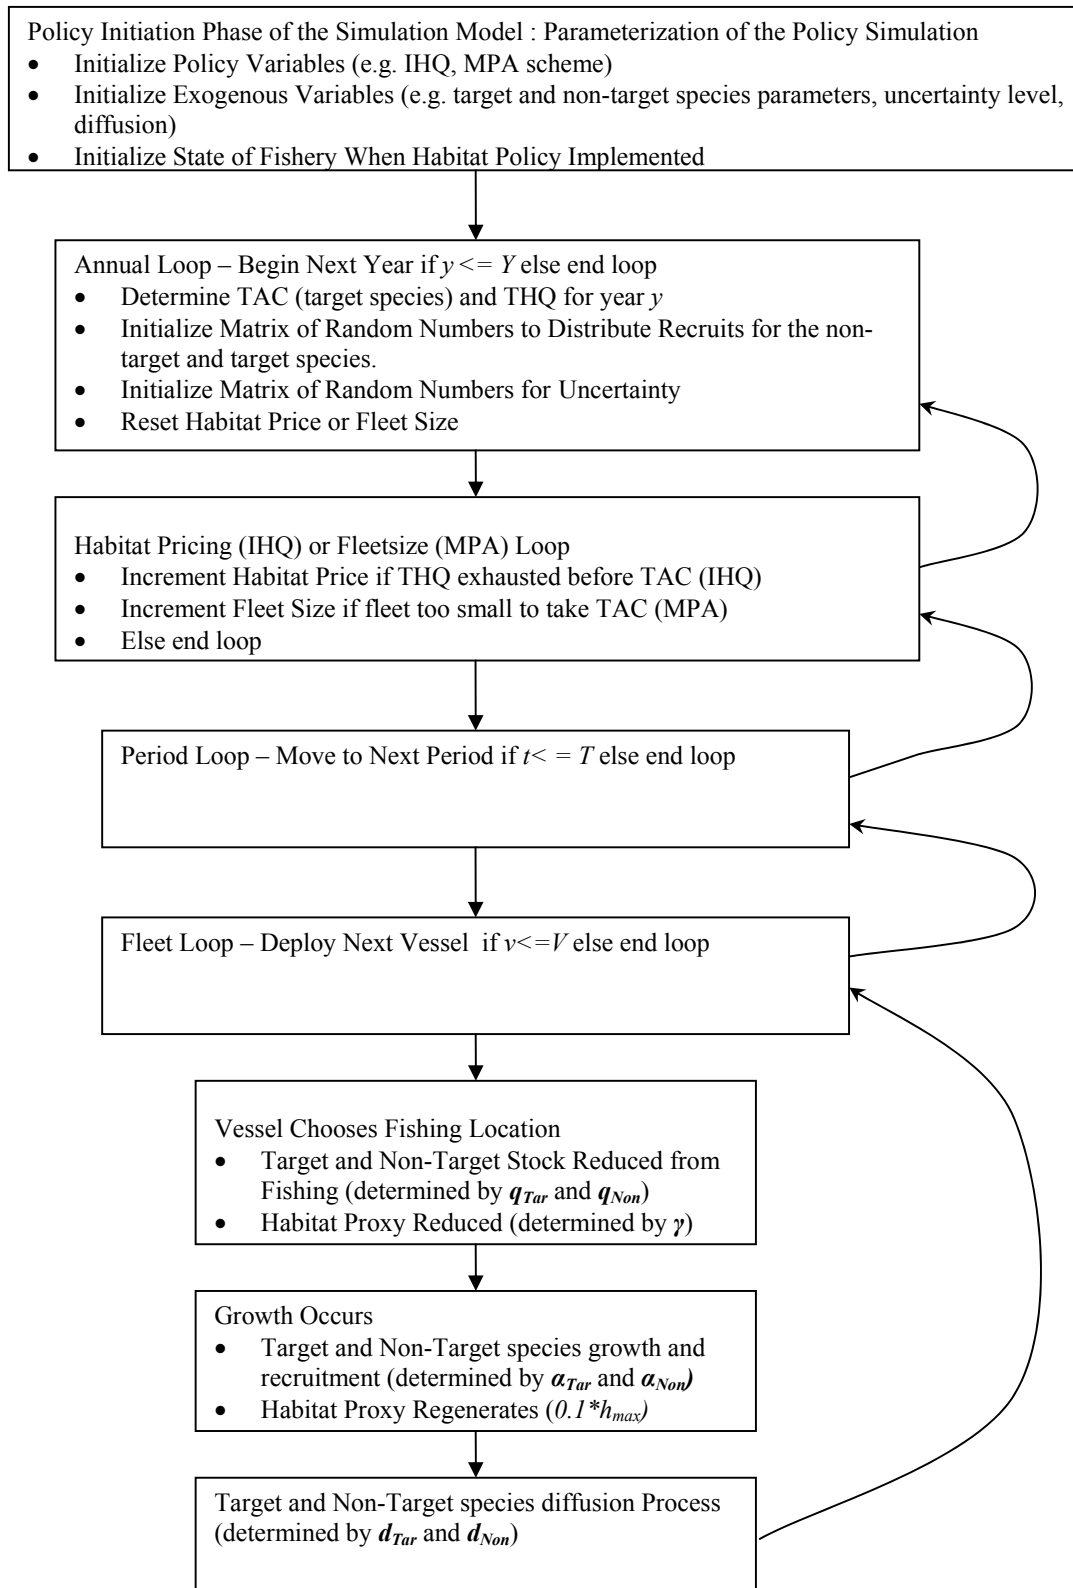 Policy Initiation Phase of the Simulation Model : Parameterization of the Policy Simulation
• Initialize Policy Variables (e.g. IHQ, MPA scheme)
• Initialize Exogenous Variables (e.g. target and non-target species parameters, uncertainty level,
diffusion)
• Initialize State of Fishery When Habitat Policy Implemented
Annual Loop – Begin Next Year if y <= Y else end loop
• Determine TAC (target species) and THQ for year y
• Initialize Matrix of Random Numbers to Distribute Recruits for the non-
target and target species.
• Initialize Matrix of Random Numbers for Uncertainty
• Reset Habitat Price or Fleet Size
Habitat Pricing (IHQ) or Fleetsize (MPA) Loop
• Increment Habitat Price if THQ exhausted before TAC (IHQ)
• Increment Fleet Size if fleet too small to take TAC (MPA)
• Else end loop
Period Loop – Move to Next Period if t< = T else end loop
Fleet Loop – Deploy Next Vessel if v<=V else end loop
Vessel Chooses Fishing Location
• Target and Non-Target Stock Reduced from
Fishing (determined by q_Tar and q_Non)
• Habitat Proxy Reduced (determined by γ)
Growth Occurs
• Target and Non-Target species growth and
recruitment (determined by α_Tar and α_Non)
• Habitat Proxy Regenerates (0.1*h_max)
Target and Non-Target species diffusion Process
(determined by d_Tar and d_Non)